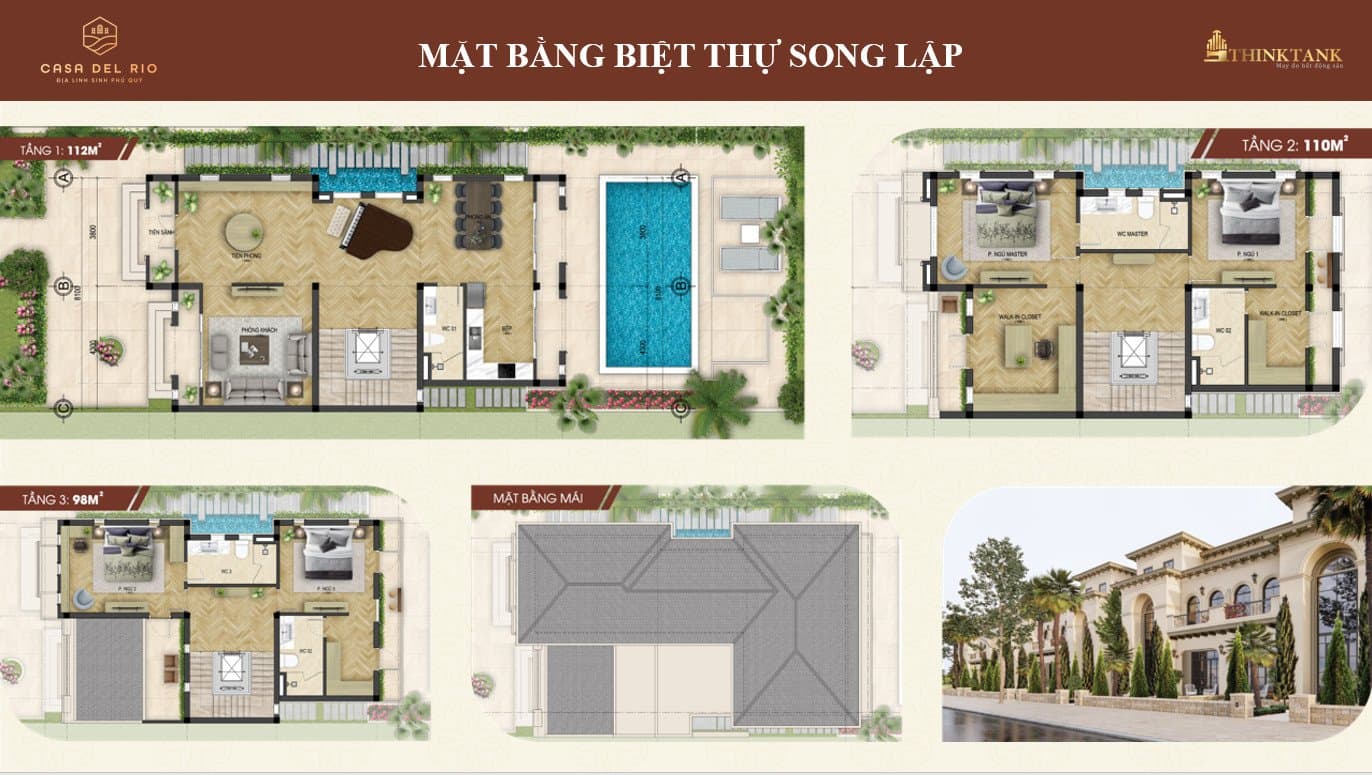 CASA DEL RIO
ĐỊA LINH SINH PHÚ QUÝ
MẶT BẰNG BIỆT THỰ SONG LẬP
THINKTANK
May đo bất động sản
TẦNG 1: 112M²
A
B
C
3800
8100
4300
TIỀN SẢNH
TIỀN PHÒNG
PHÒNG KHÁCH
PHÒNG ĂN
WC 01
BẾP
A
B
C
3800
8100
4300
TẦNG 2: 110M²
P. NGỦ MASTER
WC MASTER
P. NGỦ 1
WALK-IN CLOSET
WC 02
WALK-IN CLOSET
TẦNG 3: 98M²
P. NGỦ 2
WC 3
P. NGỦ 3
WC 02
MẶT BẰNG MÁI